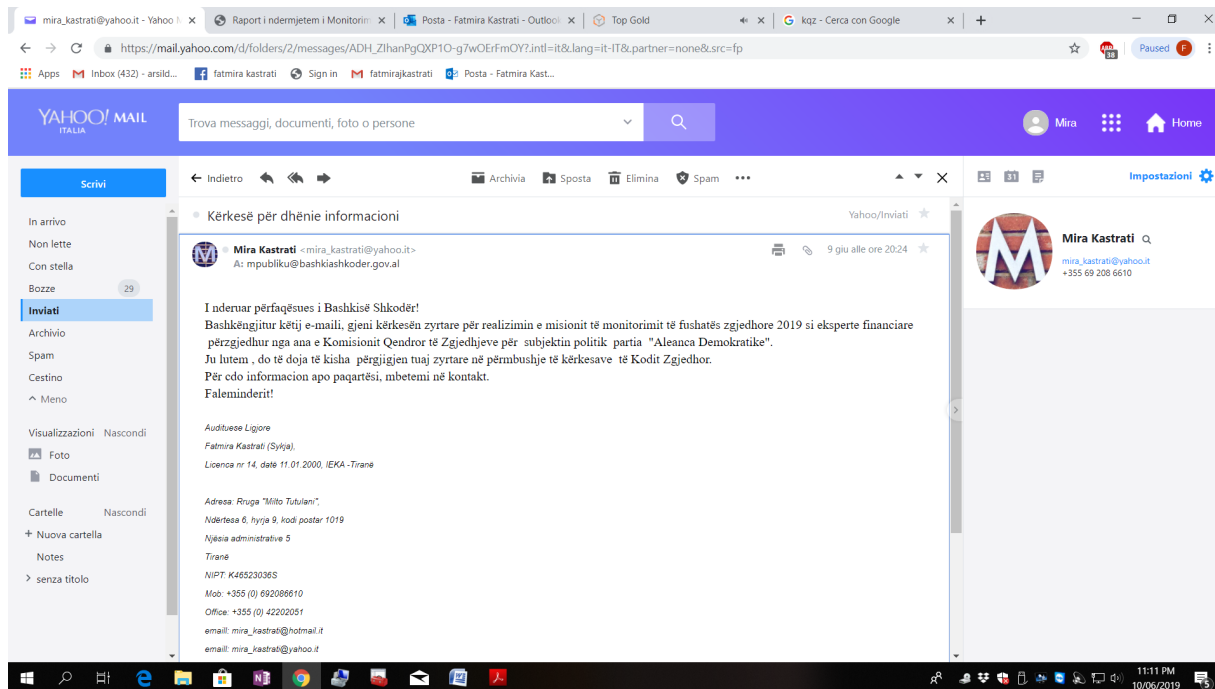 mira_kastrati@yahoo.it - Yahoo M
Raport i ndermjetem i Monitorim
Posta - Fatmira Kastrati - Outlook
Top Gold
kqz - Cerca con Google
https://mail.yahoo.com/d/folders/2/messages/ADH_ZIhanPgQXP1O-g7wOErFmOY?.intl=it&.lang=it-IT&.partner=none&.src=fp
38
Paused F
Apps
Inbox (432) - arsild...
fatmira kastrati
Sign in
fatmirajkastrati
Posta - Fatmira Kast...
YAHOO! MAIL
ITALIA
Trova messaggi, documenti, foto o persone
Mira
Home
Scrivi
In arrivo
Non lette
Con stella
Bozze 29
Inviati
Archivio
Spam
Cestino
Meno
Visualizzazioni Nascondi
Foto
Documenti
Cartelle Nascondi
+ Nuova cartella
Notes
senza titolo
Indietro
Archivia
Sposta
Elimina
Spam
Kërkesë për dhënie informacioni
Yahoo/Inviati
Mira Kastrati <mira_kastrati@yahoo.it>
9 giu alle ore 20:24
A: mpubliku@bashkiashkoder.gov.al
I nderuar përfaqësues i Bashkisë Shkodër!
Bashkëngjitur këtij e-maili, gjeni kërkesën zyrtare për realizimin e misionit të monitorimit të fushatës zgjedhore 2019 si eksperte financiare
përzgjedhur nga ana e Komisionit Qendror të Zgjedhjeve për subjektin politik partia "Aleanca Demokratike".
Ju lutem , do të doja të kisha përgjigjen tuaj zyrtare në përmbushje të kërkesave të Kodit Zgjedhor.
Për cdo informacion apo paqartësi, mbetemi në kontakt.
Faleminderit!
Audituese Ligjore
Fatmira Kastrati (Sykja),
Licenca nr 14, datë 11.01.2000, IEKA -Tiranë
Adresa: Rruga "Milto Tutulani",
Ndërtesa 6, hyrja 9, kodi postar 1019
Njësia administrative 5
Tiranë
NIPT: K46523036S
Mob: +355 (0) 692086610
Office: +355 (0) 42202051
emaill: mira_kastrati@hotmail.it
emaill: mira_kastrati@yahoo.it
31
Impostazioni
M
Mira Kastrati
mira_kastrati@yahoo.it
+355 69 208 6610
11:11 PM
10/06/2019
5